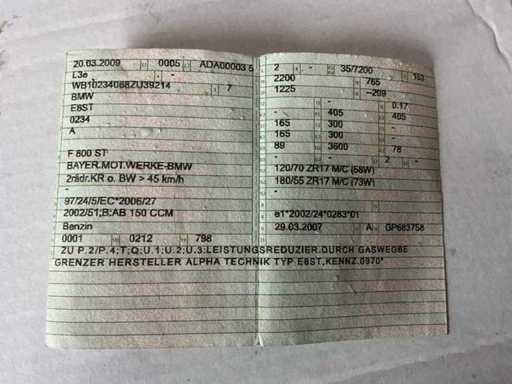 20.03.2009 0005 ADA00003 5
L3e -
WB10234088ZU39214 7
BMW
E8ST
0234
A
F 800 ST
BAYER.MOT.WERKE-BMW
2rädr.KR o. BW > 45 km/h
-
97/24/5/EC*2006/27
2002/51;B:AB 150 CCM
Benzin
0001 0212 798
2 - 35/7200 163
2200 765
1225 --209
- - 0.17
- 405 405
165 300 -
165 300 -
89 3600 78
- - 2 -
120/70 ZR17 M/C (58W)
180/55 ZR17 M/C (73W)
-
e1*2002/24*0283*01
29.03.2007 A GP683758
ZU P.2/P.4;T;Q;U.1;U.2;U.3:LEISTUNGSREDUZIER.DURCH GASWEGBE
GRENZER HERSTELLER ALPHA TECHNIK TYP E8ST,KENNZ.0970*